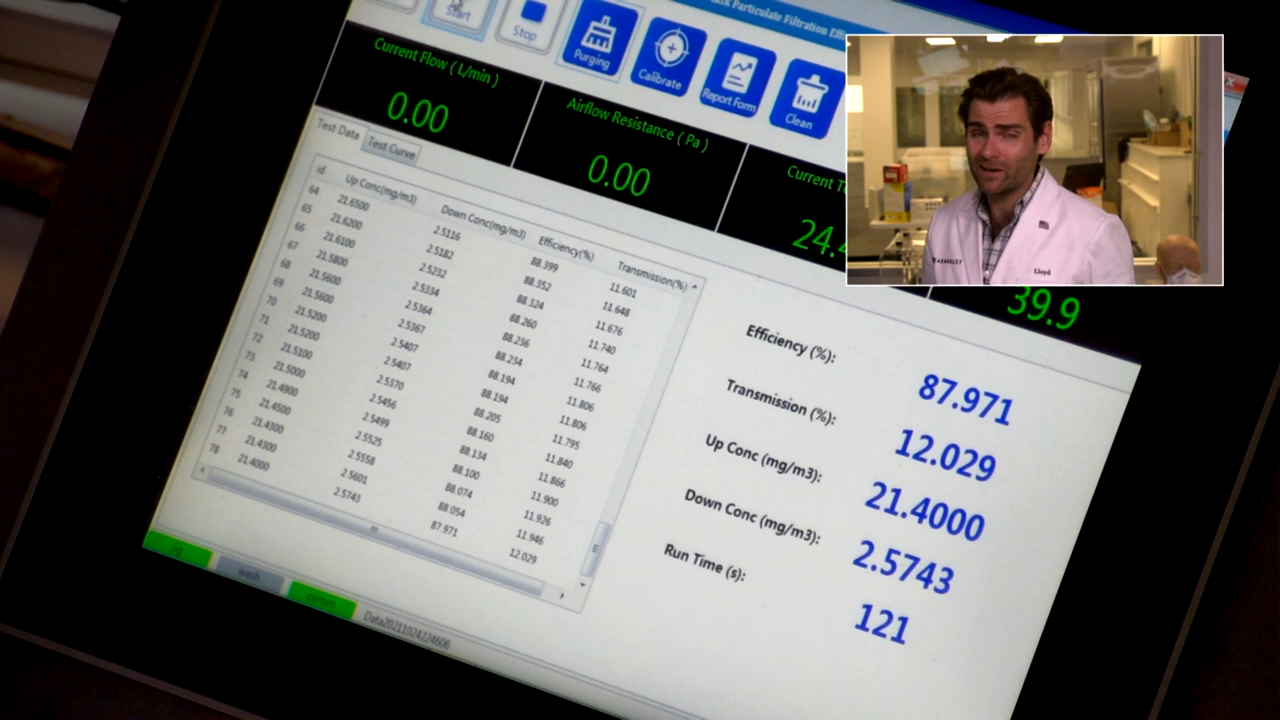 Particulate Filtration Effi
Start
Stop
Purging
Calibrate
Report Form
Clean
Current Flow ( L/min )
0.00
Airflow Resistance ( Pa )
0.00
Current T
24.4
39.9
Test Data
Test Curve
id Up Conc(mg/m3) Down Conc(mg/m3) Efficiency(%) Transmission(%)
64 21.6500 2.5116 88.399 11.601
65 21.6200 2.5182 88.352 11.648
66 21.6100 2.5232 88.324 11.676
67 21.5800 2.5334 88.260 11.740
68 21.5600 2.5364 88.236 11.764
69 21.5600 2.5367 88.234 11.766
70 21.5200 2.5407 88.194 11.806
71 21.5200 2.5407 88.194 11.806
72 21.5100 2.5370 88.205 11.795
73 21.5000 2.5456 88.160 11.840
74 21.4900 2.5499 88.134 11.866
75 21.4500 2.5525 88.100 11.900
76 21.4300 2.5558 88.074 11.926
77 21.4300 2.5601 88.054 11.946
78 21.4000 2.5743 87.971 12.029
Efficiency (%): 87.971
Transmission (%): 12.029
Up Conc (mg/m3): 21.4000
Down Conc (mg/m3): 2.5743
Run Time (s): 121
wash
comm
Data20211024224606
Lloyd